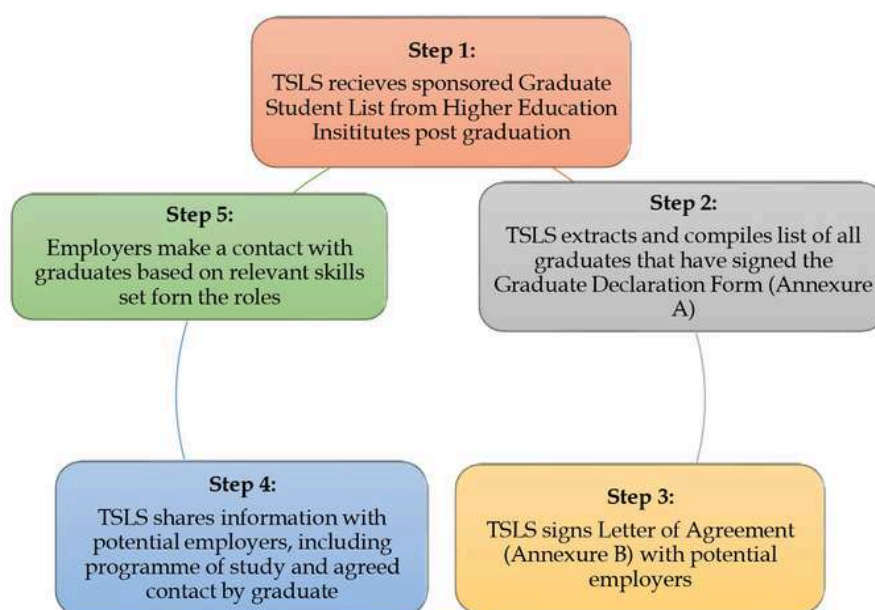 Step 1:
TSLS recieves sponsored Graduate
Student List from Higher Education
Insititutes post graduation
Step 2:
TSLS extracts and compiles list of all
graduates that have signed the
Graduate Declaration Form (Annexure
A)
Step 3:
TSLS signs Letter of Agreement
(Annexure B) with potential
employers
Step 4:
TSLS shares information with
potential employers, including
programme of study and agreed
contact by graduate
Step 5:
Employers make a contact with
graduates based on relevant skills
set forn the roles